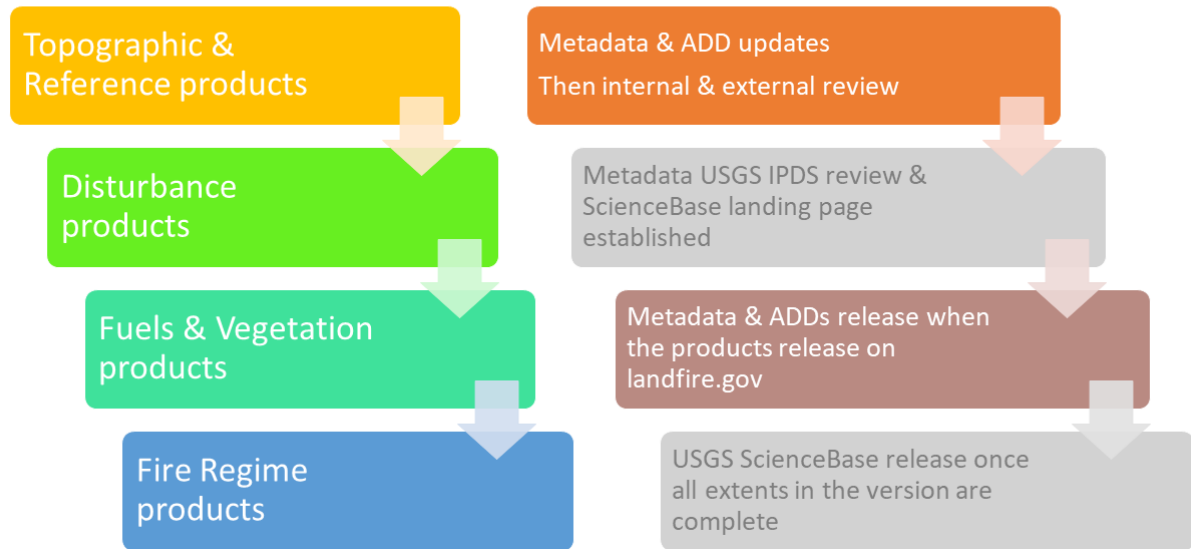 Topographic &
Reference products
Disturbance
products
Fuels & Vegetation
products
Fire Regime
products
Metadata & ADD updates
Then internal & external review
Metadata USGS IPDS review &
ScienceBase landing page
established
Metadata & ADDs release when
the products release on
landfire.gov
USGS ScienceBase release once
all extents in the version are
complete